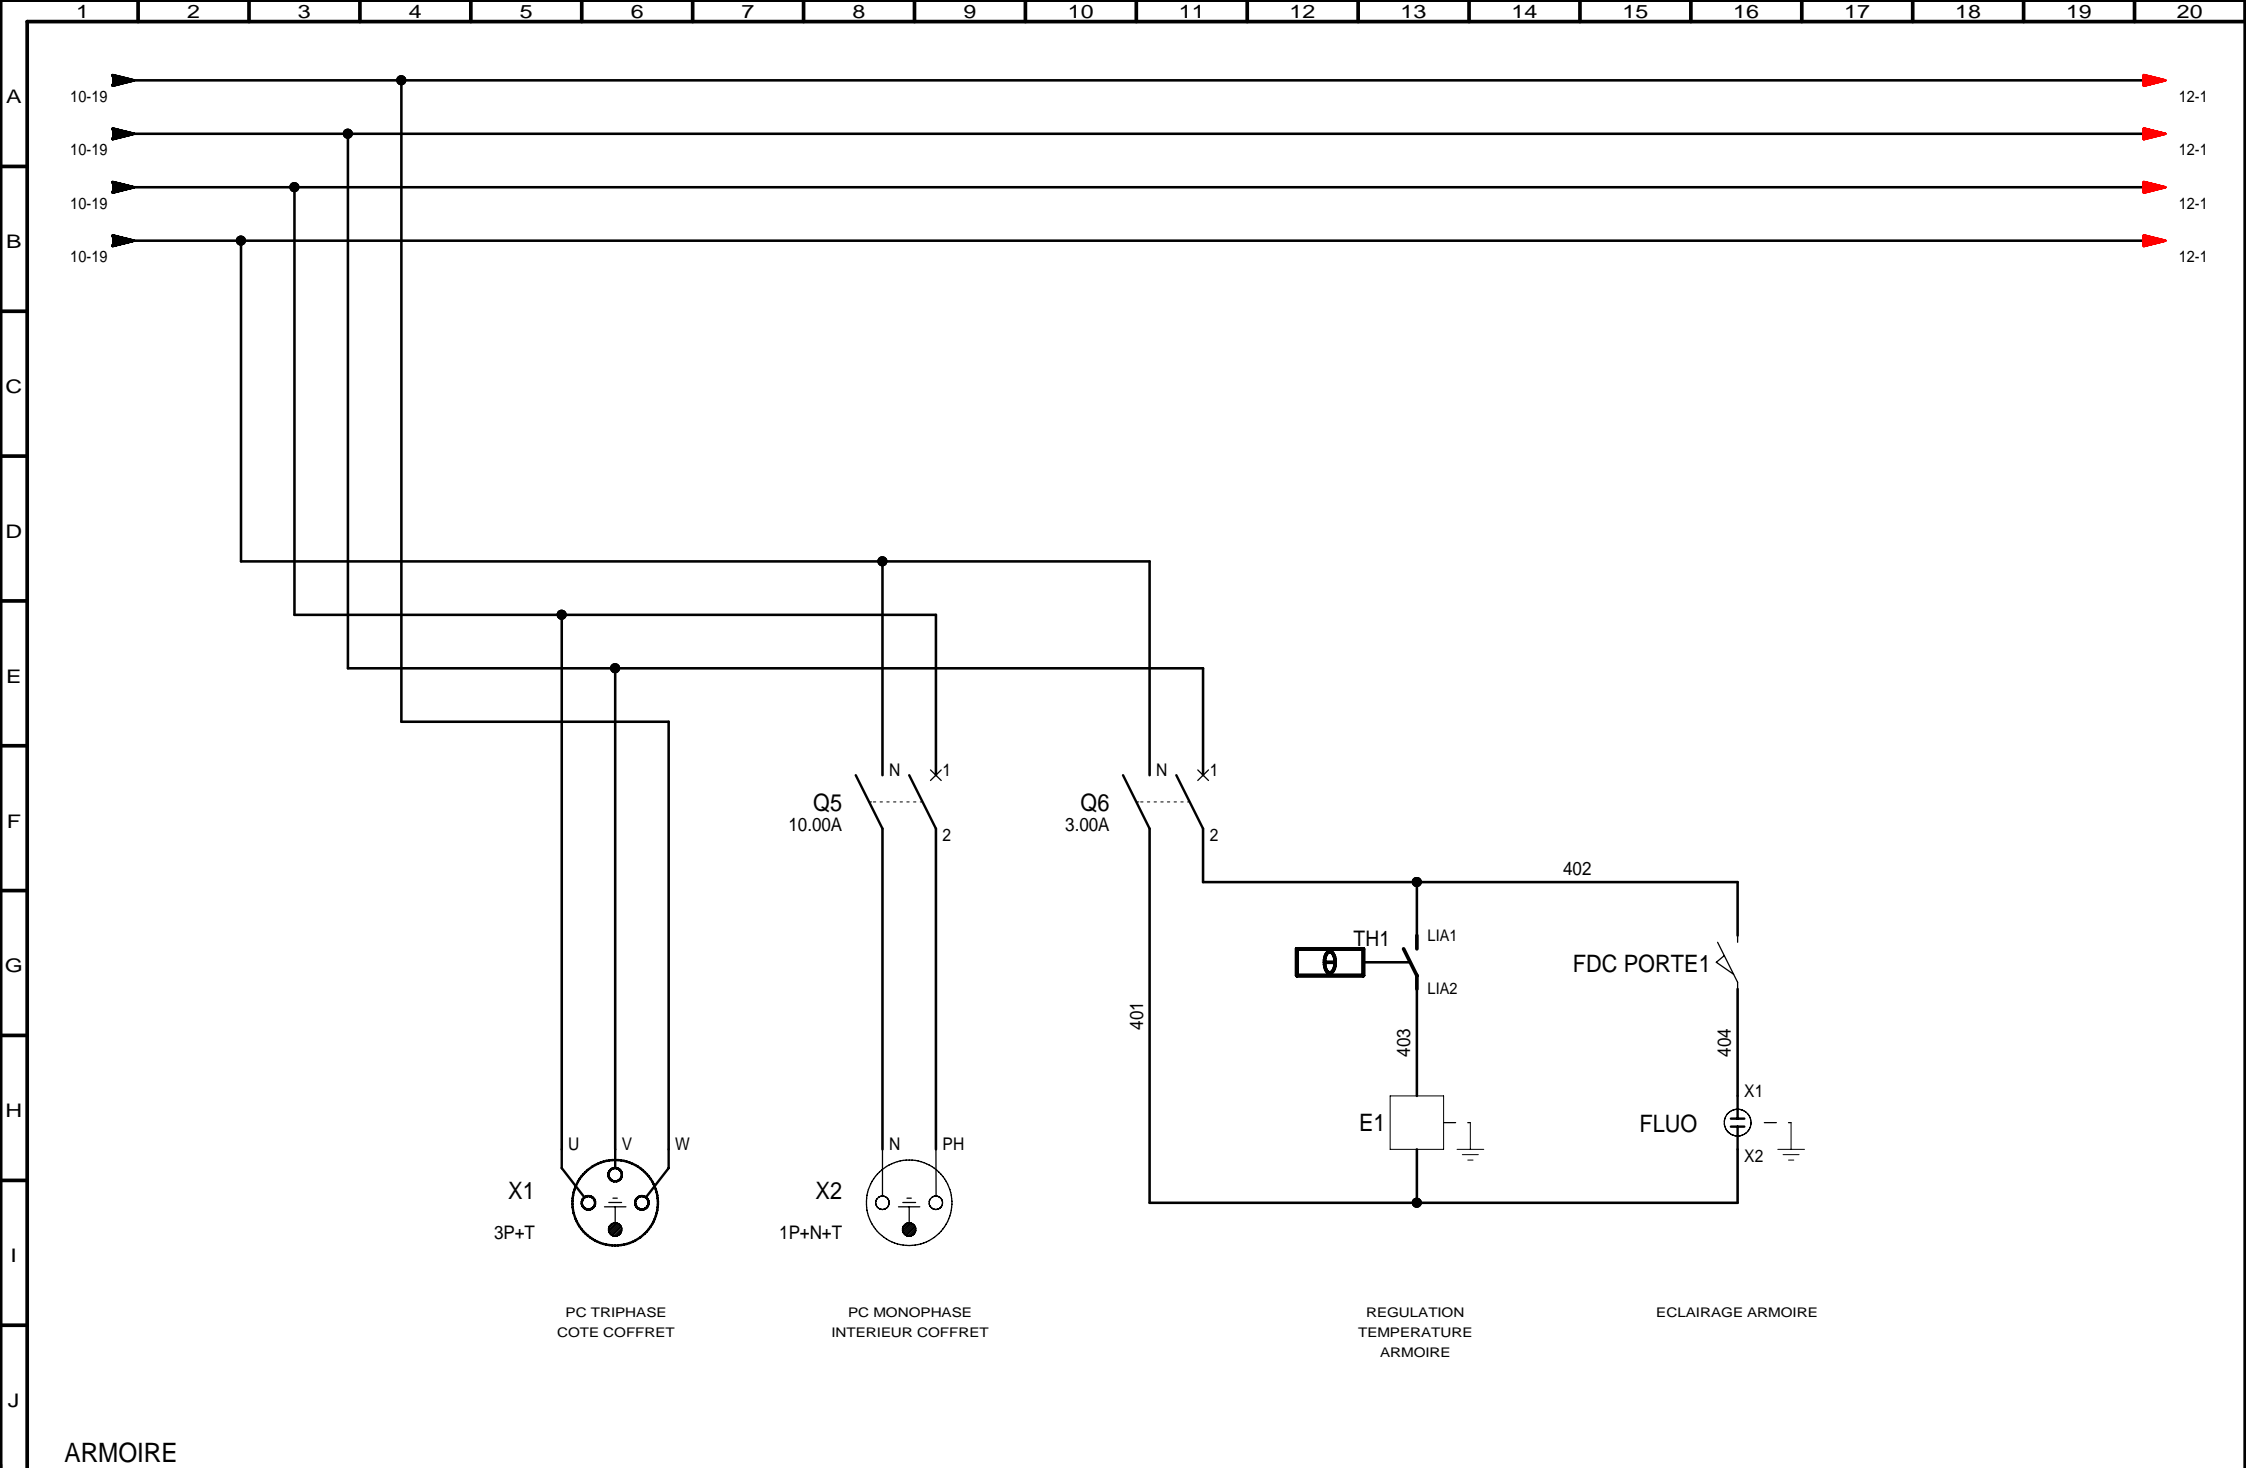 1 2 3 4 5 6 7 8 9 10 11 12 13 14 15 16 17 18 19 20
A
10-19
12-1
10-19
12-1
10-19
12-1
B
10-19
12-1
C
D
E
N 1
N 1
Q5
Q6
10.00A
3.00A
F
2
2
402
TH1
LIA1
G
FDC PORTE1
LIA2
401
403
404
X1
H
E1
FLUO
U V W
N PH
X2
X1
X2
3P+T
1P+N+T
I
PC TRIPHASE
COTE COFFRET
PC MONOPHASE
INTERIEUR COFFRET
REGULATION
TEMPERATURE
ARMOIRE
ECLAIRAGE ARMOIRE
J
ARMOIRE